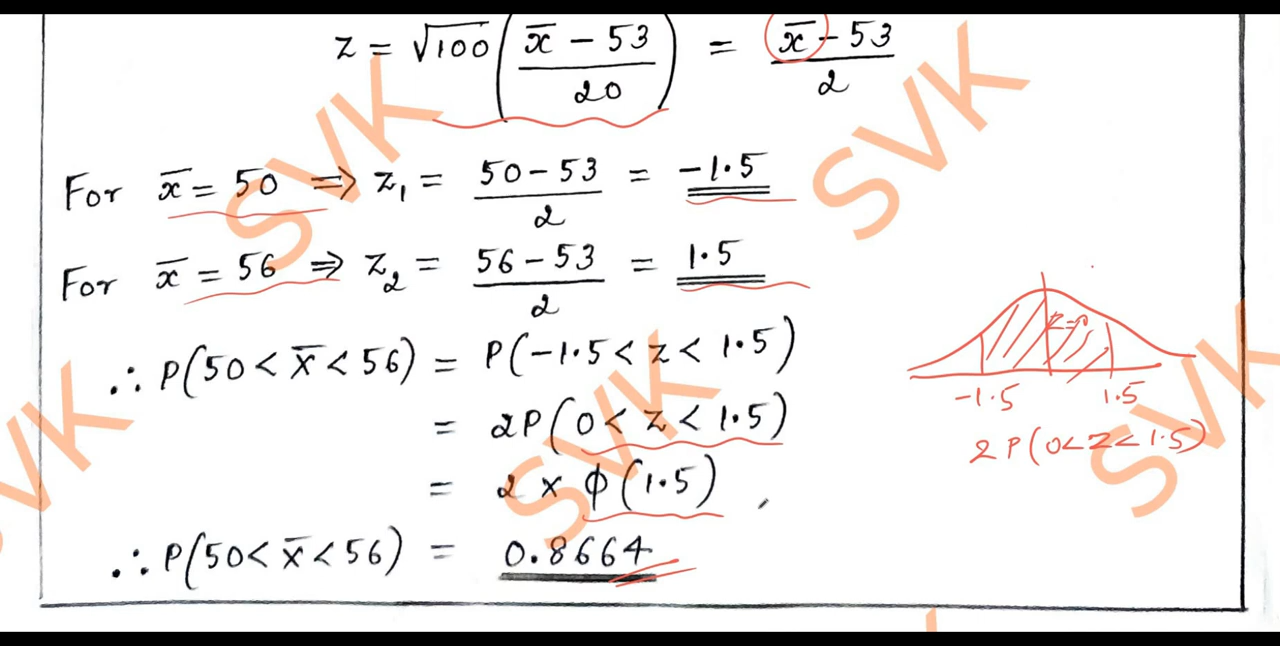 z = √100 ( (x̄ − 53) / 20 ) = (x̄ − 53) / 2
For x̄ = 50 ⇒ z₁ = (50 − 53) / 2 = −1.5
For x̄ = 56 ⇒ z₂ = (56 − 53) / 2 = 1.5
∴ P(50 < x̄ < 56) = P(−1.5 < z < 1.5)
= 2P(0 < z < 1.5)
= 2 × φ(1.5)
∴ P(50 < x̄ < 56) = 0.8664
−1.5 1.5
2P(0<z<1.5)
SVK
SVK
SVK
SVK
SVK